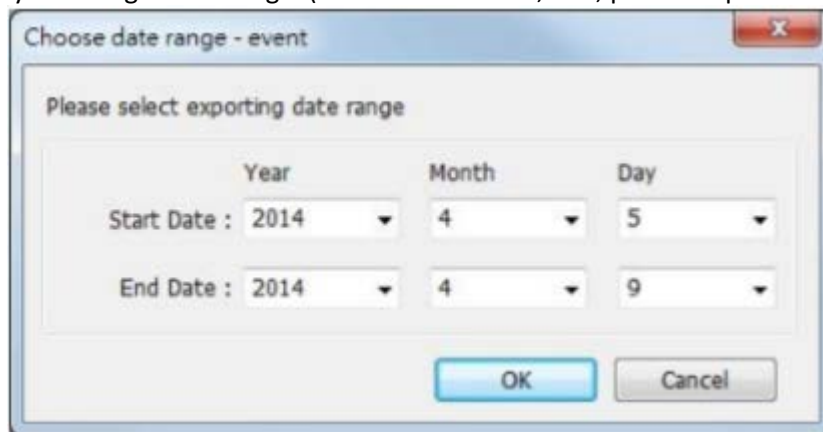 Choose date range - event
Please select exporting date range
Year Month Day
Start Date : 2014 4 5
End Date : 2014 4 9
OK Cancel